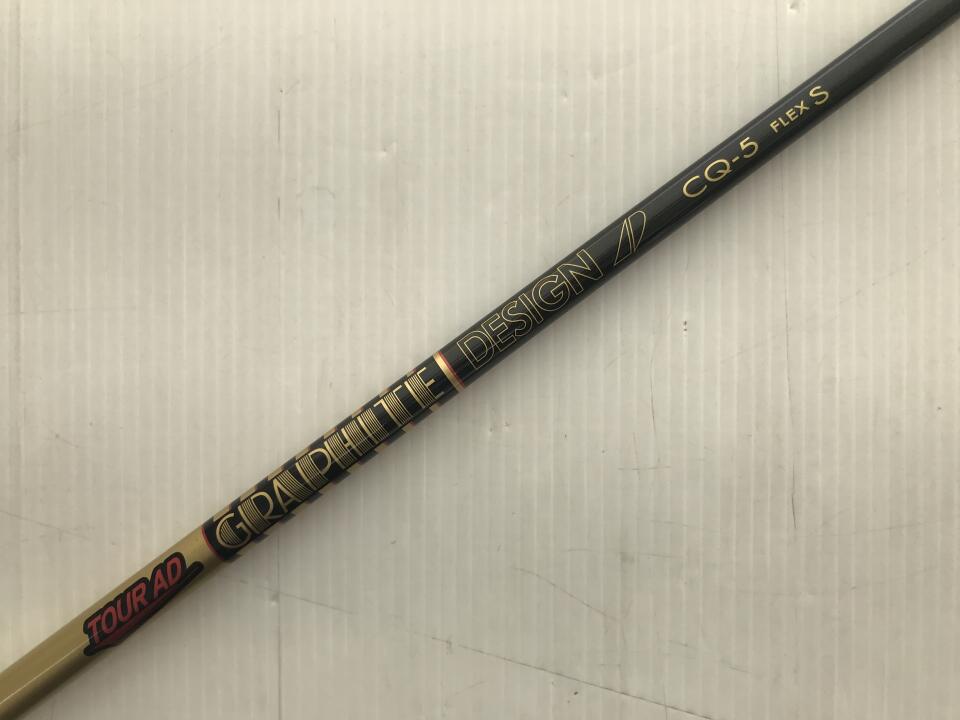 TOUR AD
GRAPHITE DESIGN
CQ-5 FLEX S